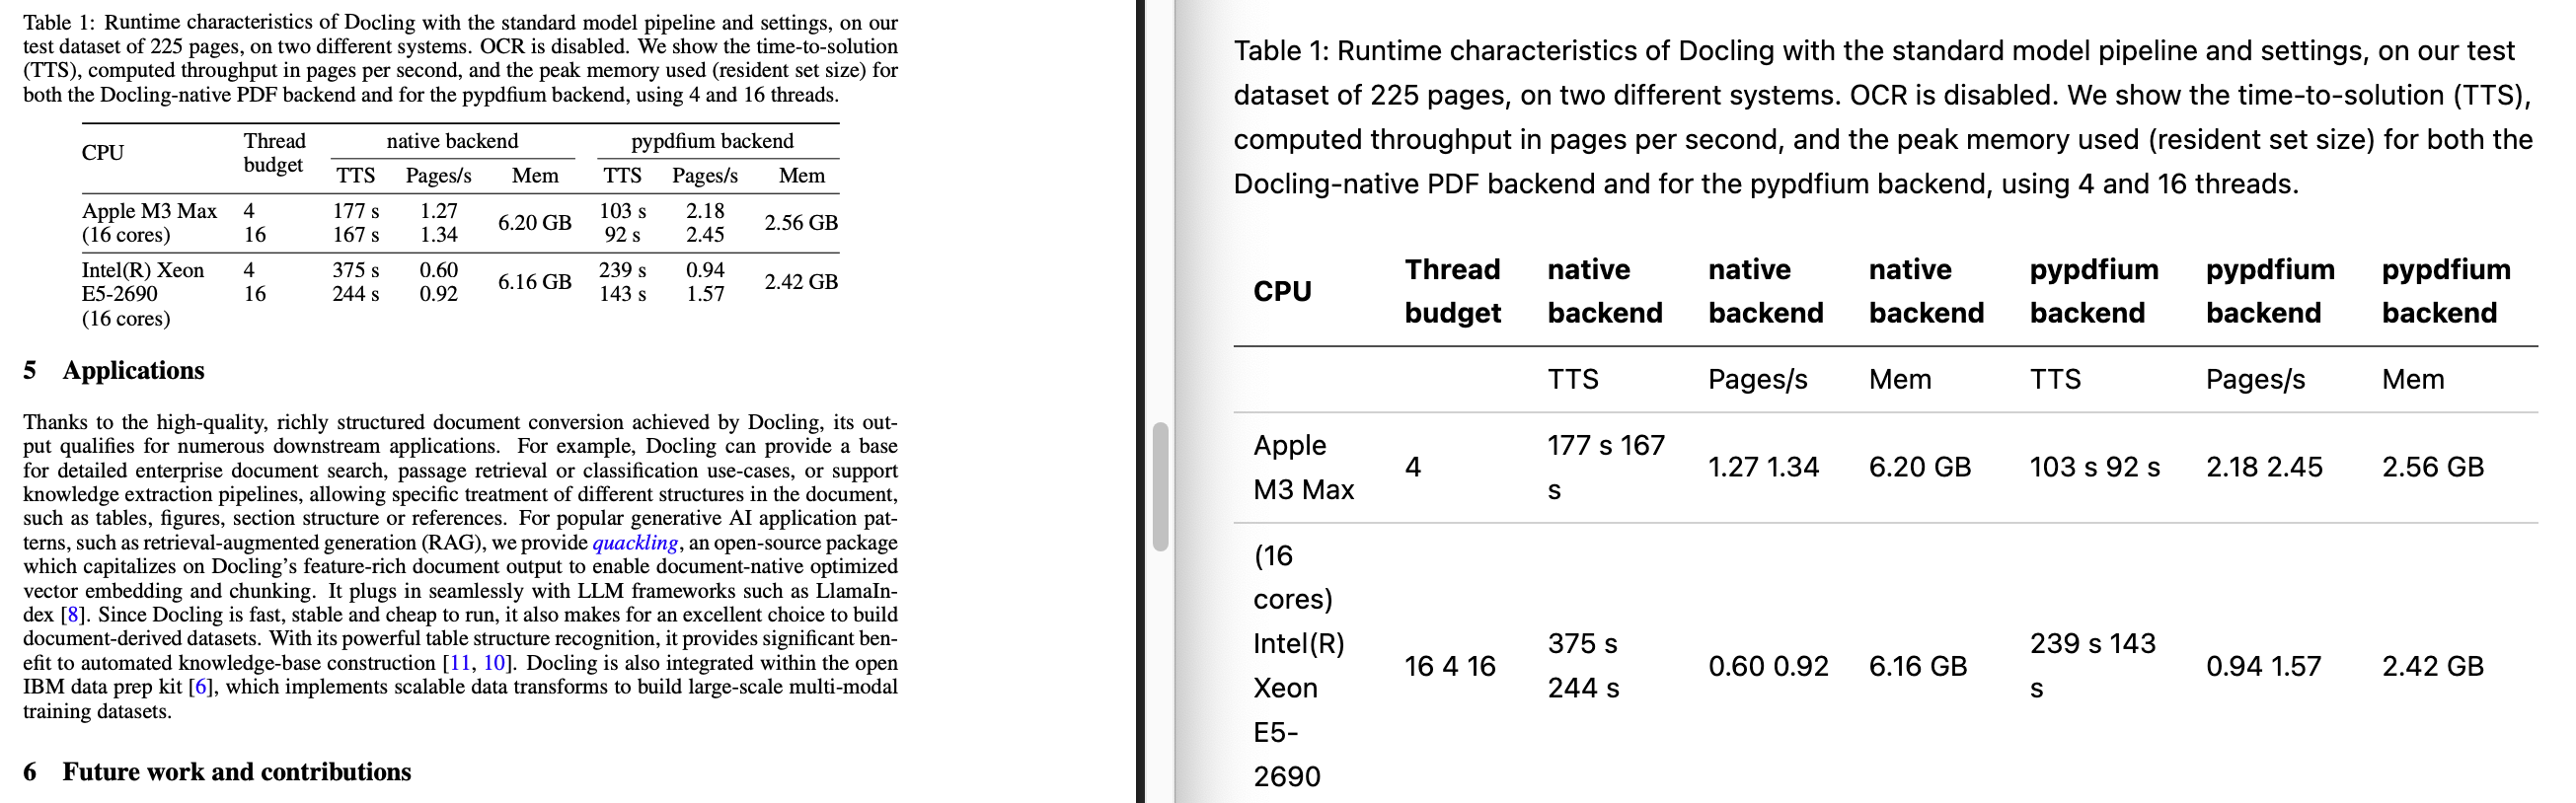 Table 1: Runtime characteristics of Docling with the standard model pipeline and settings, on our
test dataset of 225 pages, on two different systems. OCR is disabled. We show the time-to-solution
(TTS), computed throughput in pages per second, and the peak memory used (resident set size) for
both the Docling-native PDF backend and for the pypdfium backend, using 4 and 16 threads.
CPU Thread budget native backend pypdfium backend
TTS Pages/s Mem TTS Pages/s Mem
Apple M3 Max 4 177 s 1.27 6.20 GB 103 s 2.18 2.56 GB
(16 cores) 16 167 s 1.34 92 s 2.45
Intel(R) Xeon 4 375 s 0.60 6.16 GB 239 s 0.94 2.42 GB
E5-2690 16 244 s 0.92 143 s 1.57
(16 cores)
5 Applications
Thanks to the high-quality, richly structured document conversion achieved by Docling, its out-
put qualifies for numerous downstream applications. For example, Docling can provide a base
for detailed enterprise document search, passage retrieval or classification use-cases, or support
knowledge extraction pipelines, allowing specific treatment of different structures in the document,
such as tables, figures, section structure or references. For popular generative AI application pat-
terns, such as retrieval-augmented generation (RAG), we provide quackling, an open-source package
which capitalizes on Docling's feature-rich document output to enable document-native optimized
vector embedding and chunking. It plugs in seamlessly with LLM frameworks such as LlamaIn-
dex [8]. Since Docling is fast, stable and cheap to run, it also makes for an excellent choice to build
document-derived datasets. With its powerful table structure recognition, it provides significant ben-
efit to automated knowledge-base construction [11, 10]. Docling is also integrated within the open
IBM data prep kit [6], which implements scalable data transforms to build large-scale multi-modal
training datasets.
6 Future work and contributions
Table 1: Runtime characteristics of Docling with the standard model pipeline and settings, on our test
dataset of 225 pages, on two different systems. OCR is disabled. We show the time-to-solution (TTS),
computed throughput in pages per second, and the peak memory used (resident set size) for both the
Docling-native PDF backend and for the pypdfium backend, using 4 and 16 threads.
CPU Thread budget native backend native backend native backend pypdfium backend pypdfium backend pypdfium backend
TTS Pages/s Mem TTS Pages/s Mem
Apple M3 Max 4 177 s 167 s 1.27 1.34 6.20 GB 103 s 92 s 2.18 2.45 2.56 GB
(16 cores) Intel(R) Xeon E5-2690 16 4 16 375 s 244 s 0.60 0.92 6.16 GB 239 s 143 s 0.94 1.57 2.42 GB